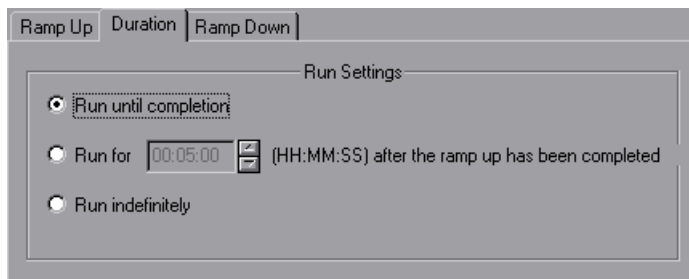 Ramp Up Duration Ramp Down
Run Settings
Run until completion
Run for 00:05:00 (HH:MM:SS) after the ramp up has been completed
Run indefinitely